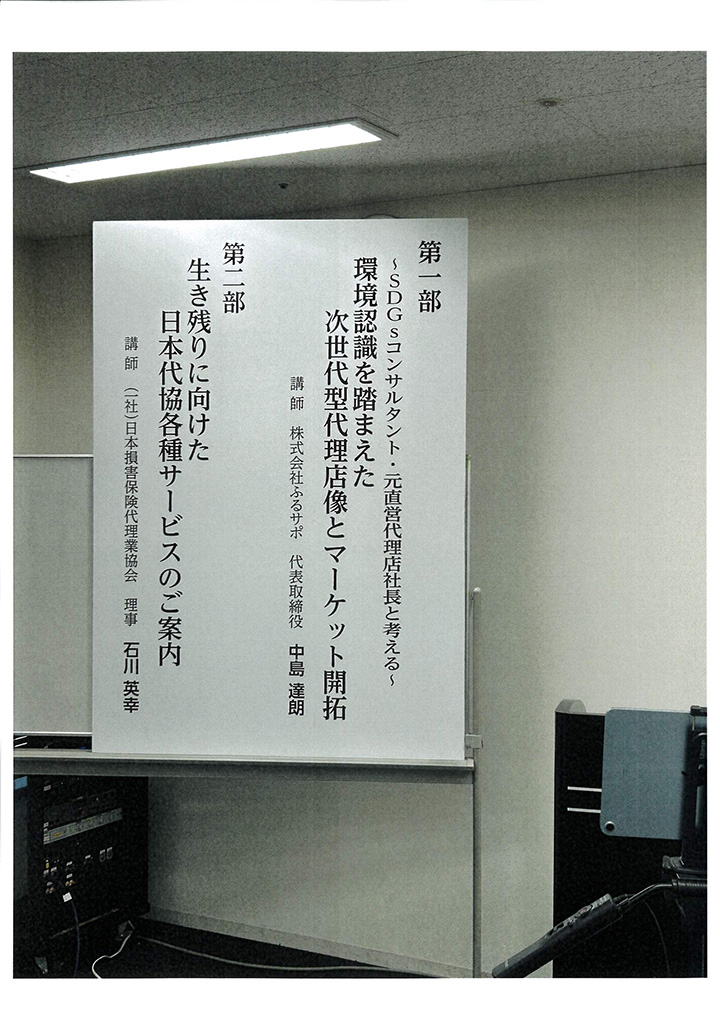 第一部
～SDGsコンサルタント・元直営代理店社長と考える～
環境認識を踏まえた
次世代型代理店像とマーケット開拓
講師 株式会社ふるサポ 代表取締役 中島 達朗
第二部
生き残りに向けた
日本代協各種サービスのご案内
講師 （一社）日本損害保険代理業協会 理事 石川 英幸